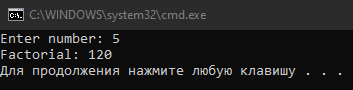 C:\WINDOWS\system32\cmd.exe
Enter number: 5
Factorial: 120
Для продолжения нажмите любую клавишу . . .